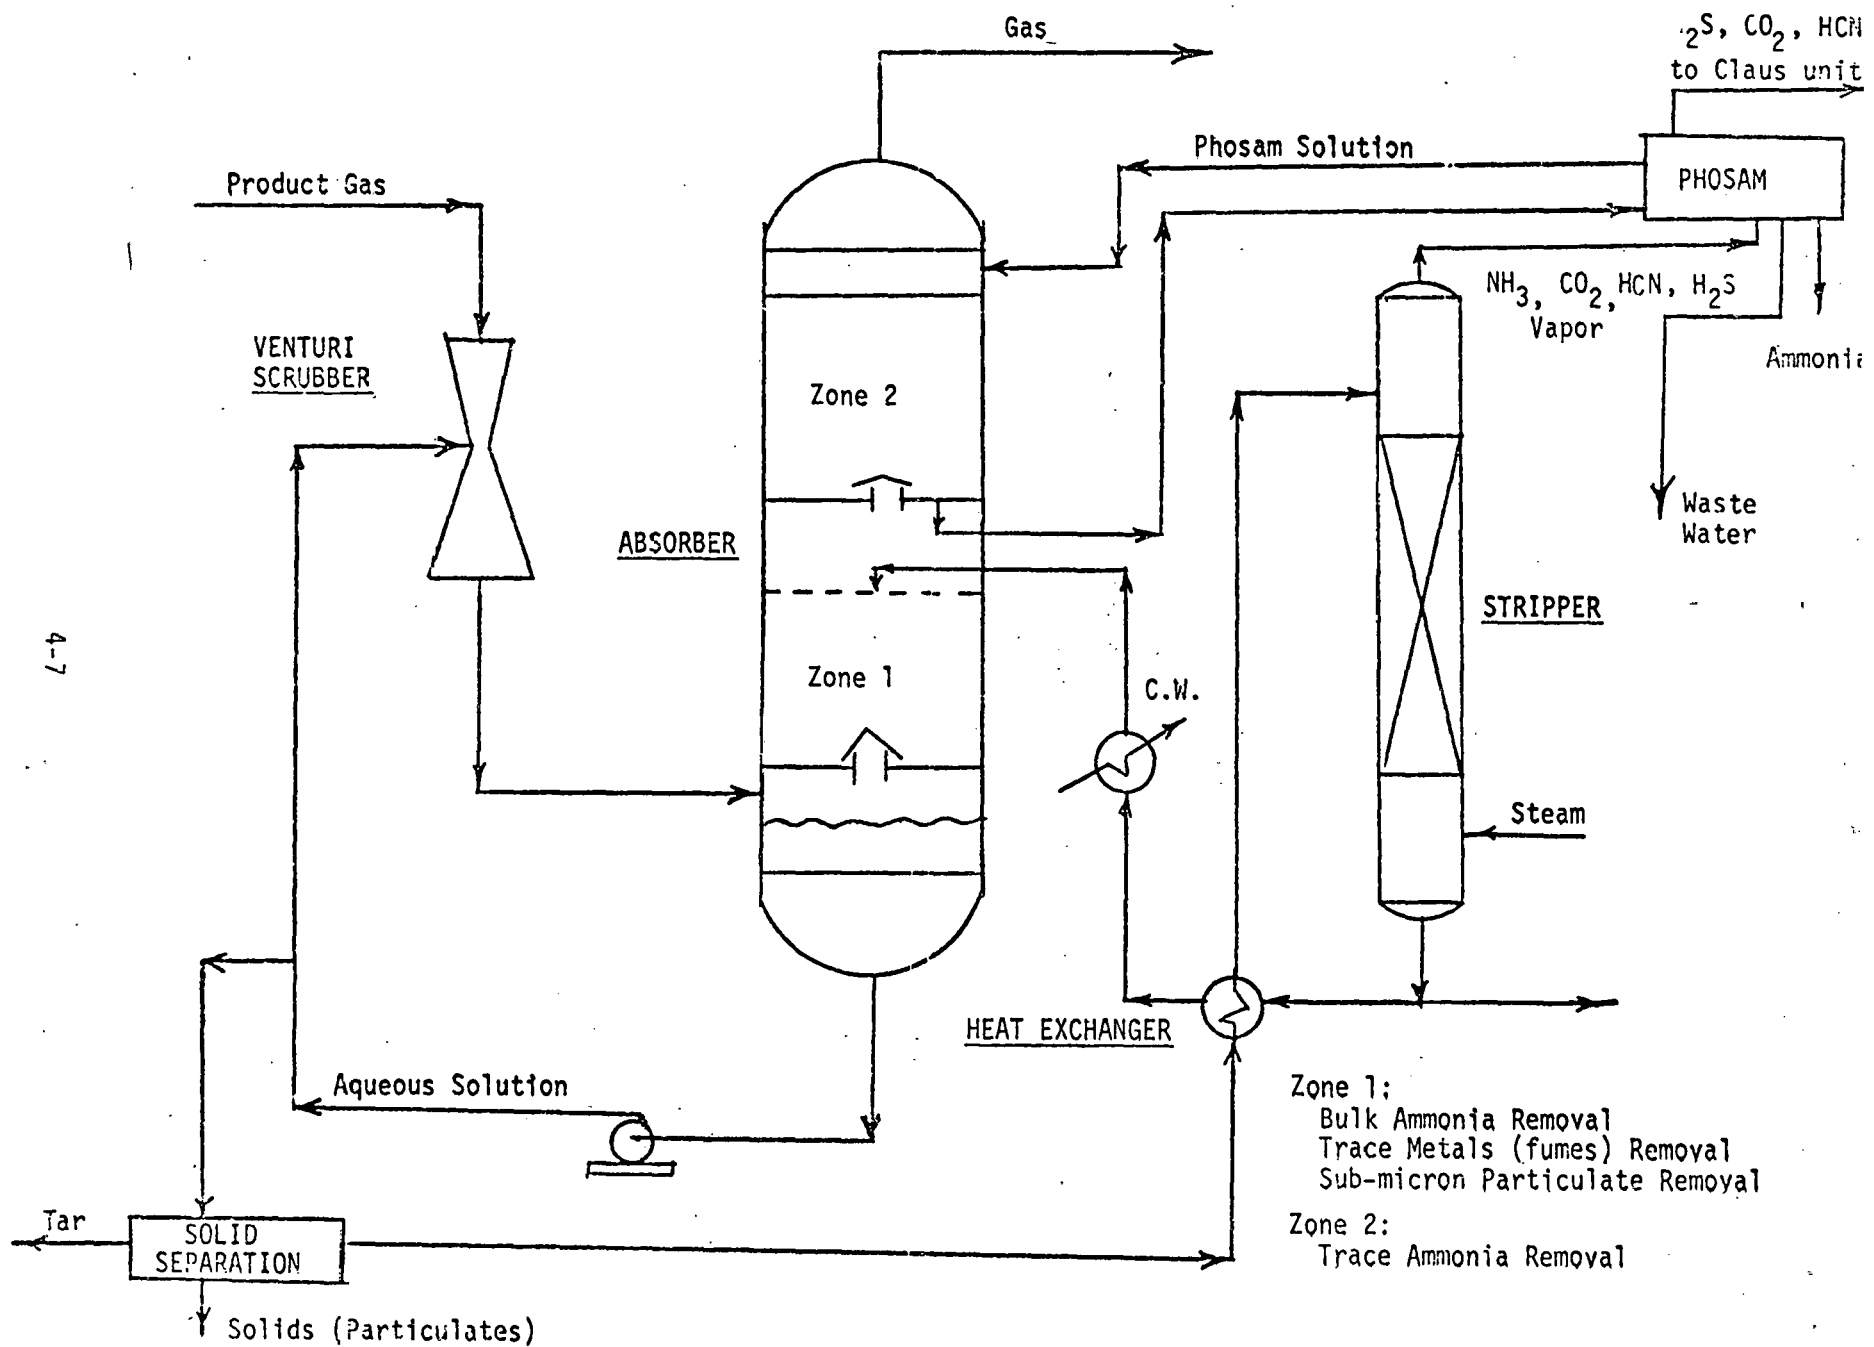 Gas
₂S, CO₂, HCN
to Claus unit
Phosam Solution
Product Gas
PHOSAM
NH₃, CO₂, HCN, H₂S
Vapor
VENTURI
SCRUBBER
Ammonia
Zone 2
Waste
Water
ABSORBER
STRIPPER
4-7
Zone 1
C.W.
Steam
HEAT EXCHANGER
Aqueous Solution
Zone 1:
Bulk Ammonia Removal
Trace Metals (fumes) Removal
Sub-micron Particulate Removal
Tar
SOLID
SEPARATION
Zone 2:
Trace Ammonia Removal
Solids (Particulates)